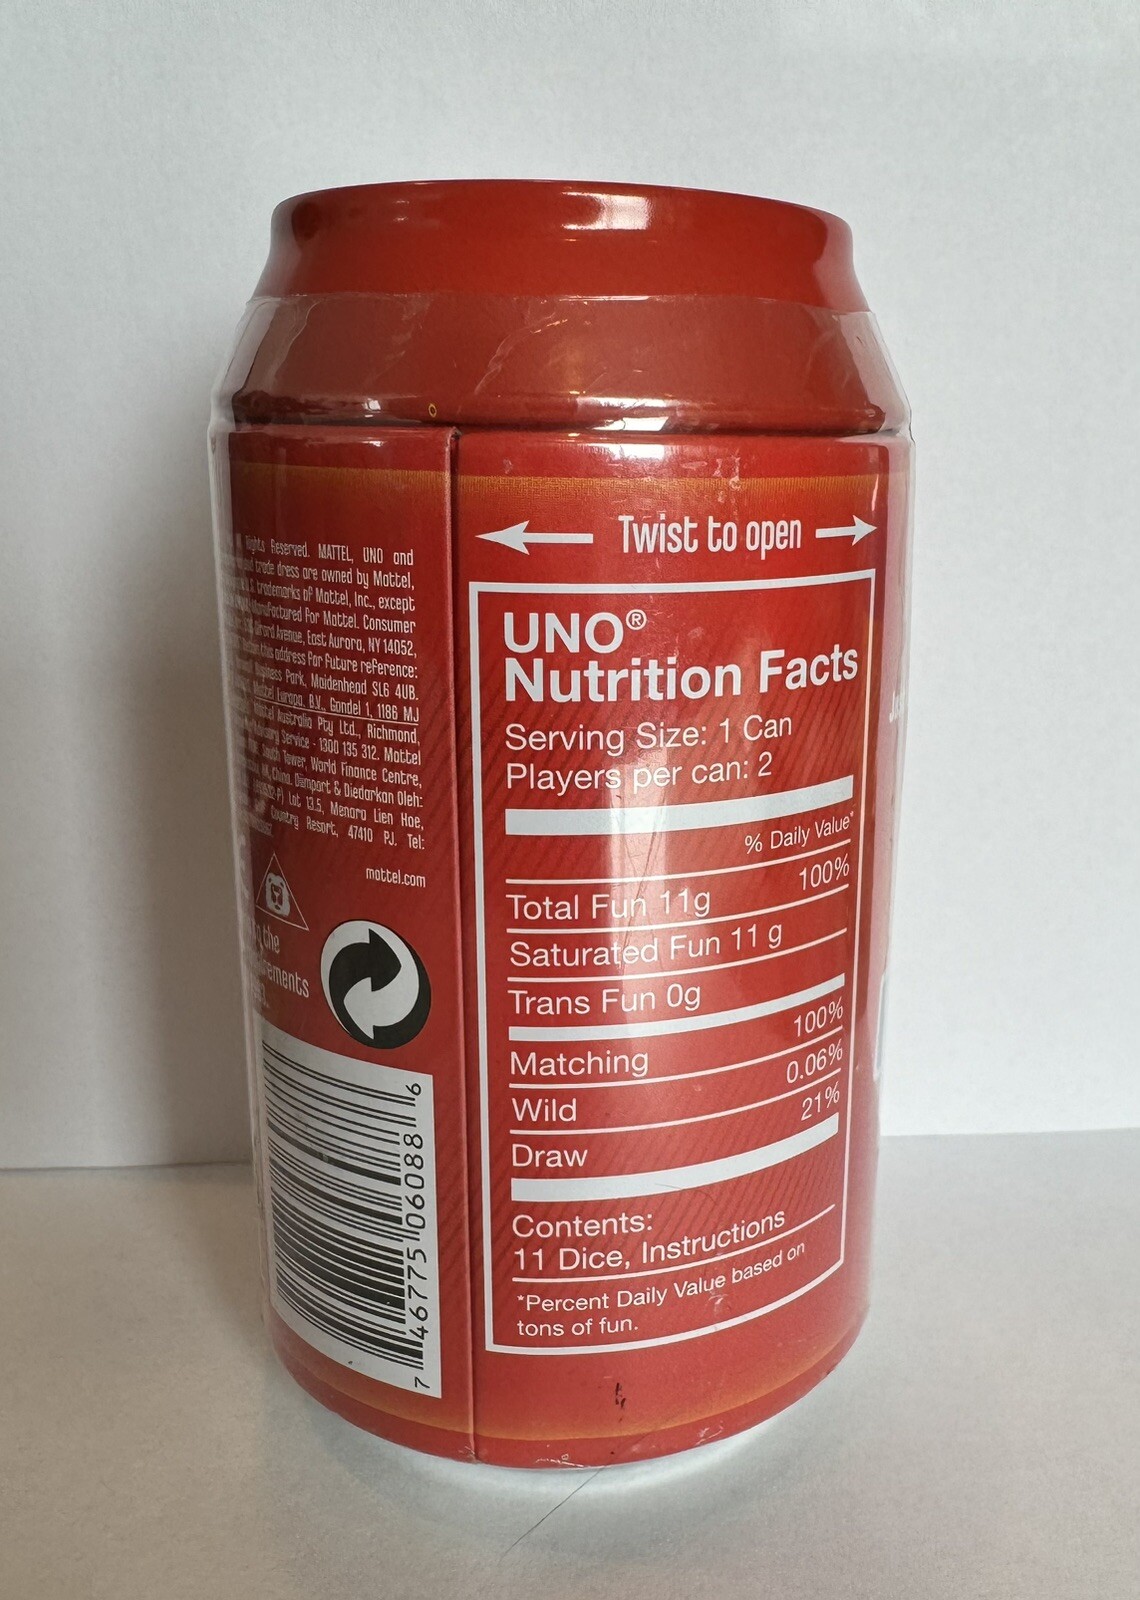 Rights Reserved. MATTEL, UNO and
trade dress are owned by Mattel,
trademarks of Mattel, Inc., except
Manufactured for Mattel. Consumer
Girard Avenue, East Aurora, NY 14052,
this address for future reference:
Business Park, Maidenhead SL6 4UB.
Mattel Europa, B.V., Gondel 1, 1186 MJ
Mattel Australia Pty Ltd., Richmond,
Service - 1300 135 312. Mattel
South Tower, World Finance Centre,
HK, China. Diimport & Diedarkan Oleh:
Lot 13.5, Menara Lien Hoe,
Country Resort, 47410 PJ. Tel:
mattel.com
the
7 46775 06088 6
Twist to open
UNO®
Nutrition Facts
Serving Size: 1 Can
Players per can: 2
% Daily Value*
Total Fun 11g 100%
Saturated Fun 11 g
Trans Fun 0g
Matching 100%
Wild 0.06%
Draw 21%
Contents:
11 Dice, Instructions
*Percent Daily Value based on
tons of fun.